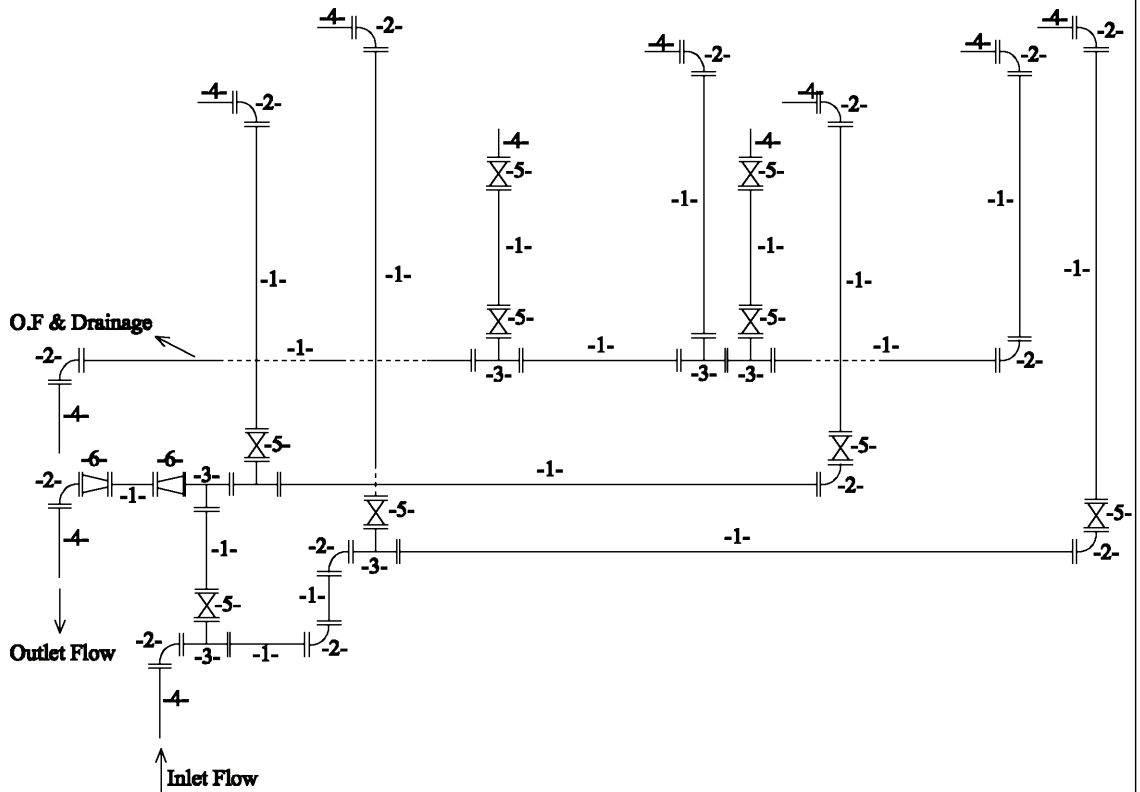 -4- -2- -4- -2-
-4- -2- -4- -2-
-4- -2- -4- -2-
-4- -4-
-5- -5-
-1- -1-
-1- -1-
-1- -1- -1- -1-
O.F & Drainage -5- -5-
-2- -1- -1- -1-
-3- -3- -3- -2-
-4-
-5- -5-
-2- -6- -6- -3- -1- -2-
-1-
-5- -5-
-4- -1- -2- -3- -1- -2-
-1-
-5-
Outlet Flow -2- -3- -1- -2-
-4-
Inlet Flow